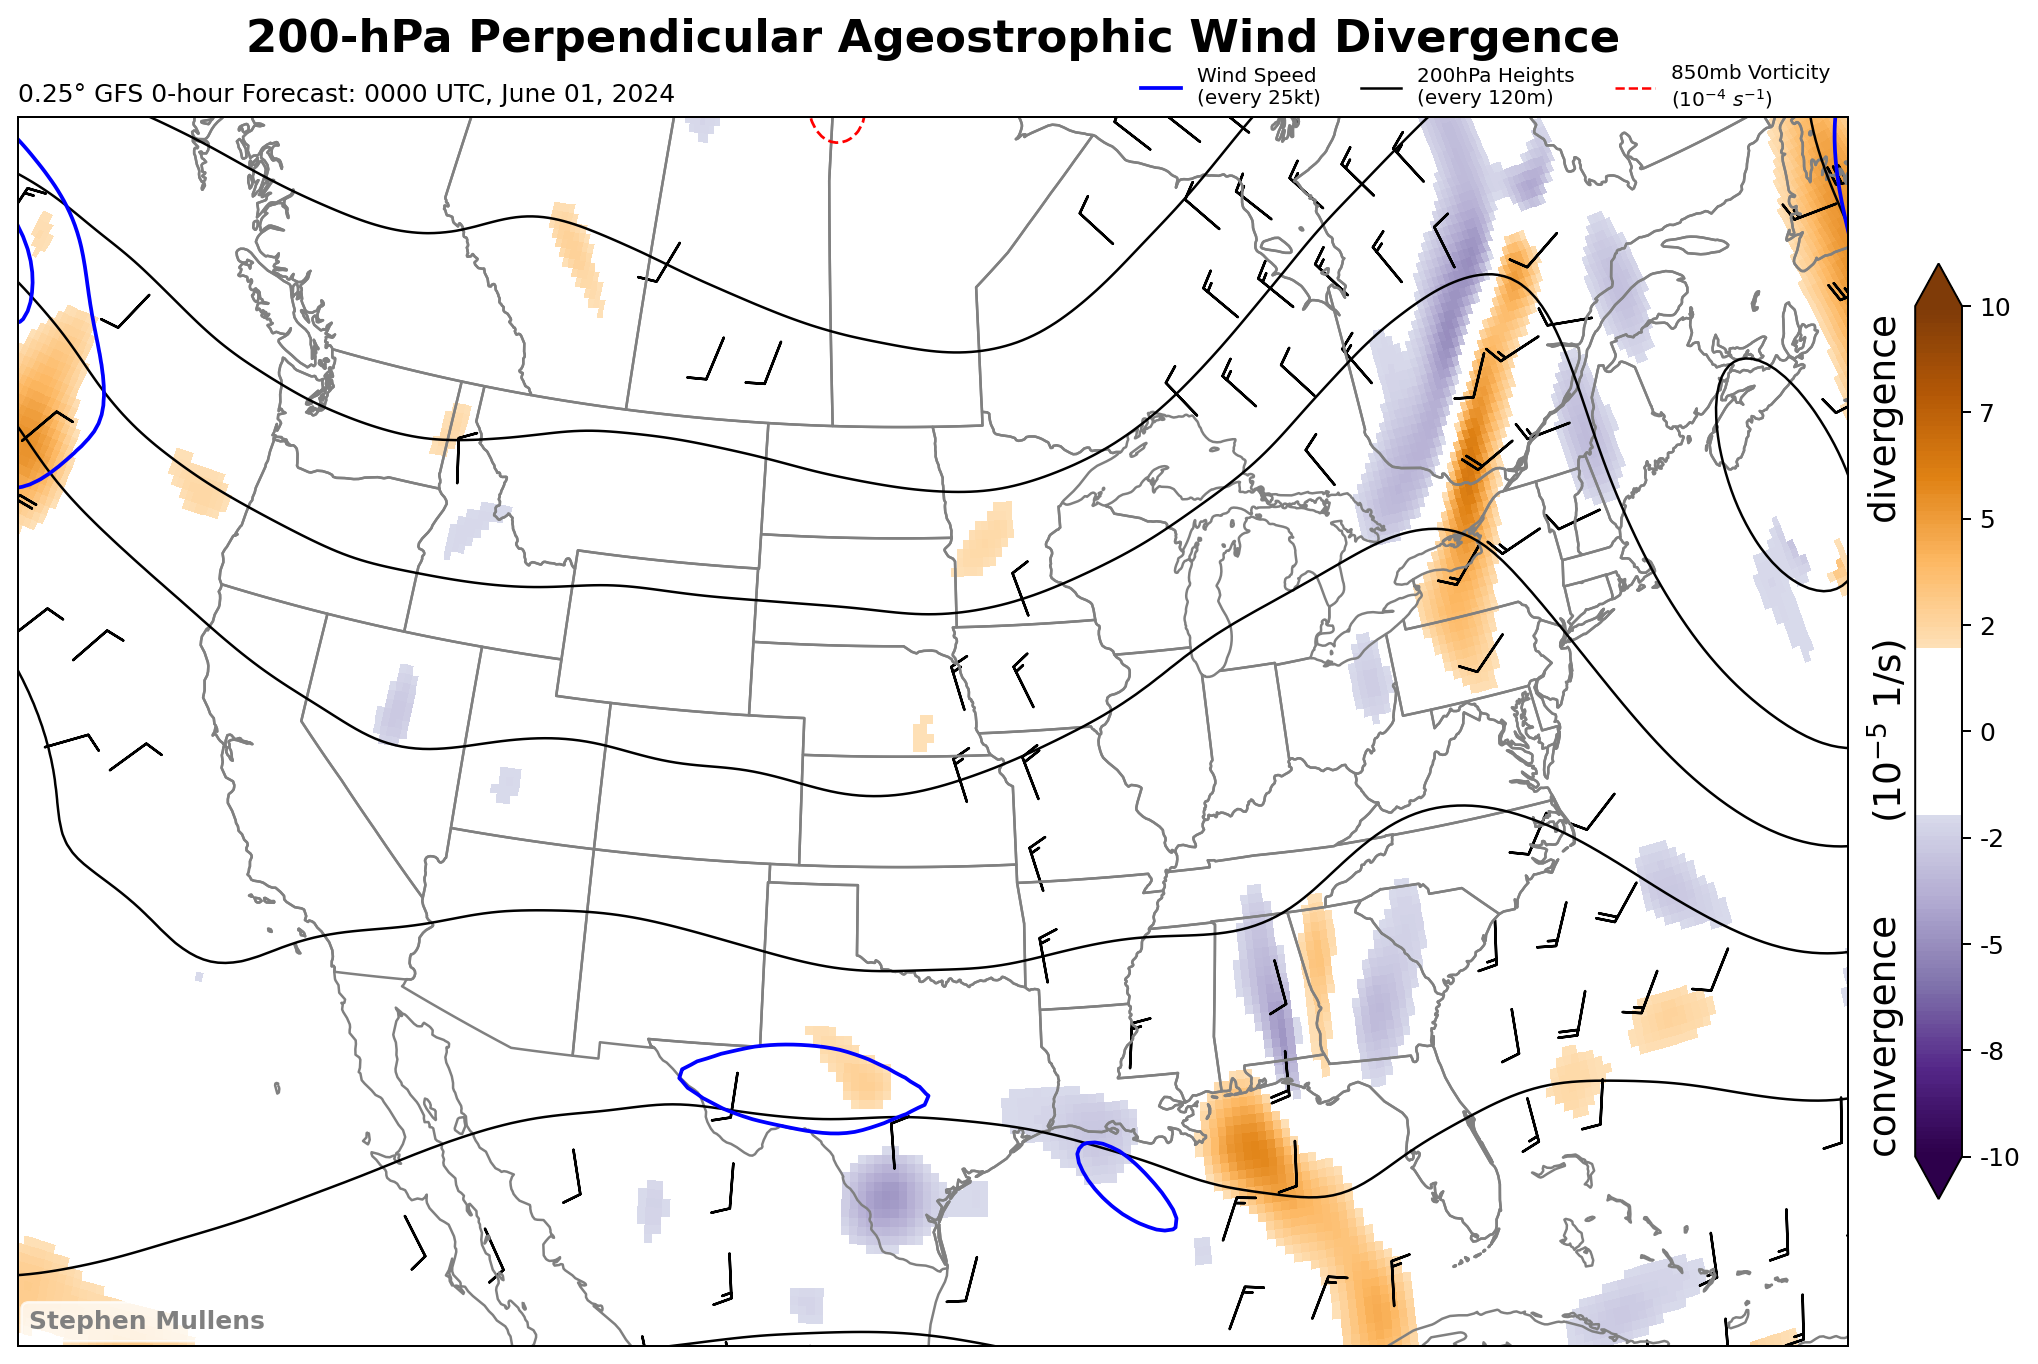 200-hPa Perpendicular Ageostrophic Wind Divergence
0.25° GFS 0-hour Forecast: 0000 UTC, June 01, 2024
Wind Speed
(every 25kt)
200hPa Heights
(every 120m)
850mb Vorticity
(10⁻⁴ s⁻¹)
10
7
5
2
0
-2
-5
-8
-10
convergence (10⁻⁵ 1/s) divergence
Stephen Mullens